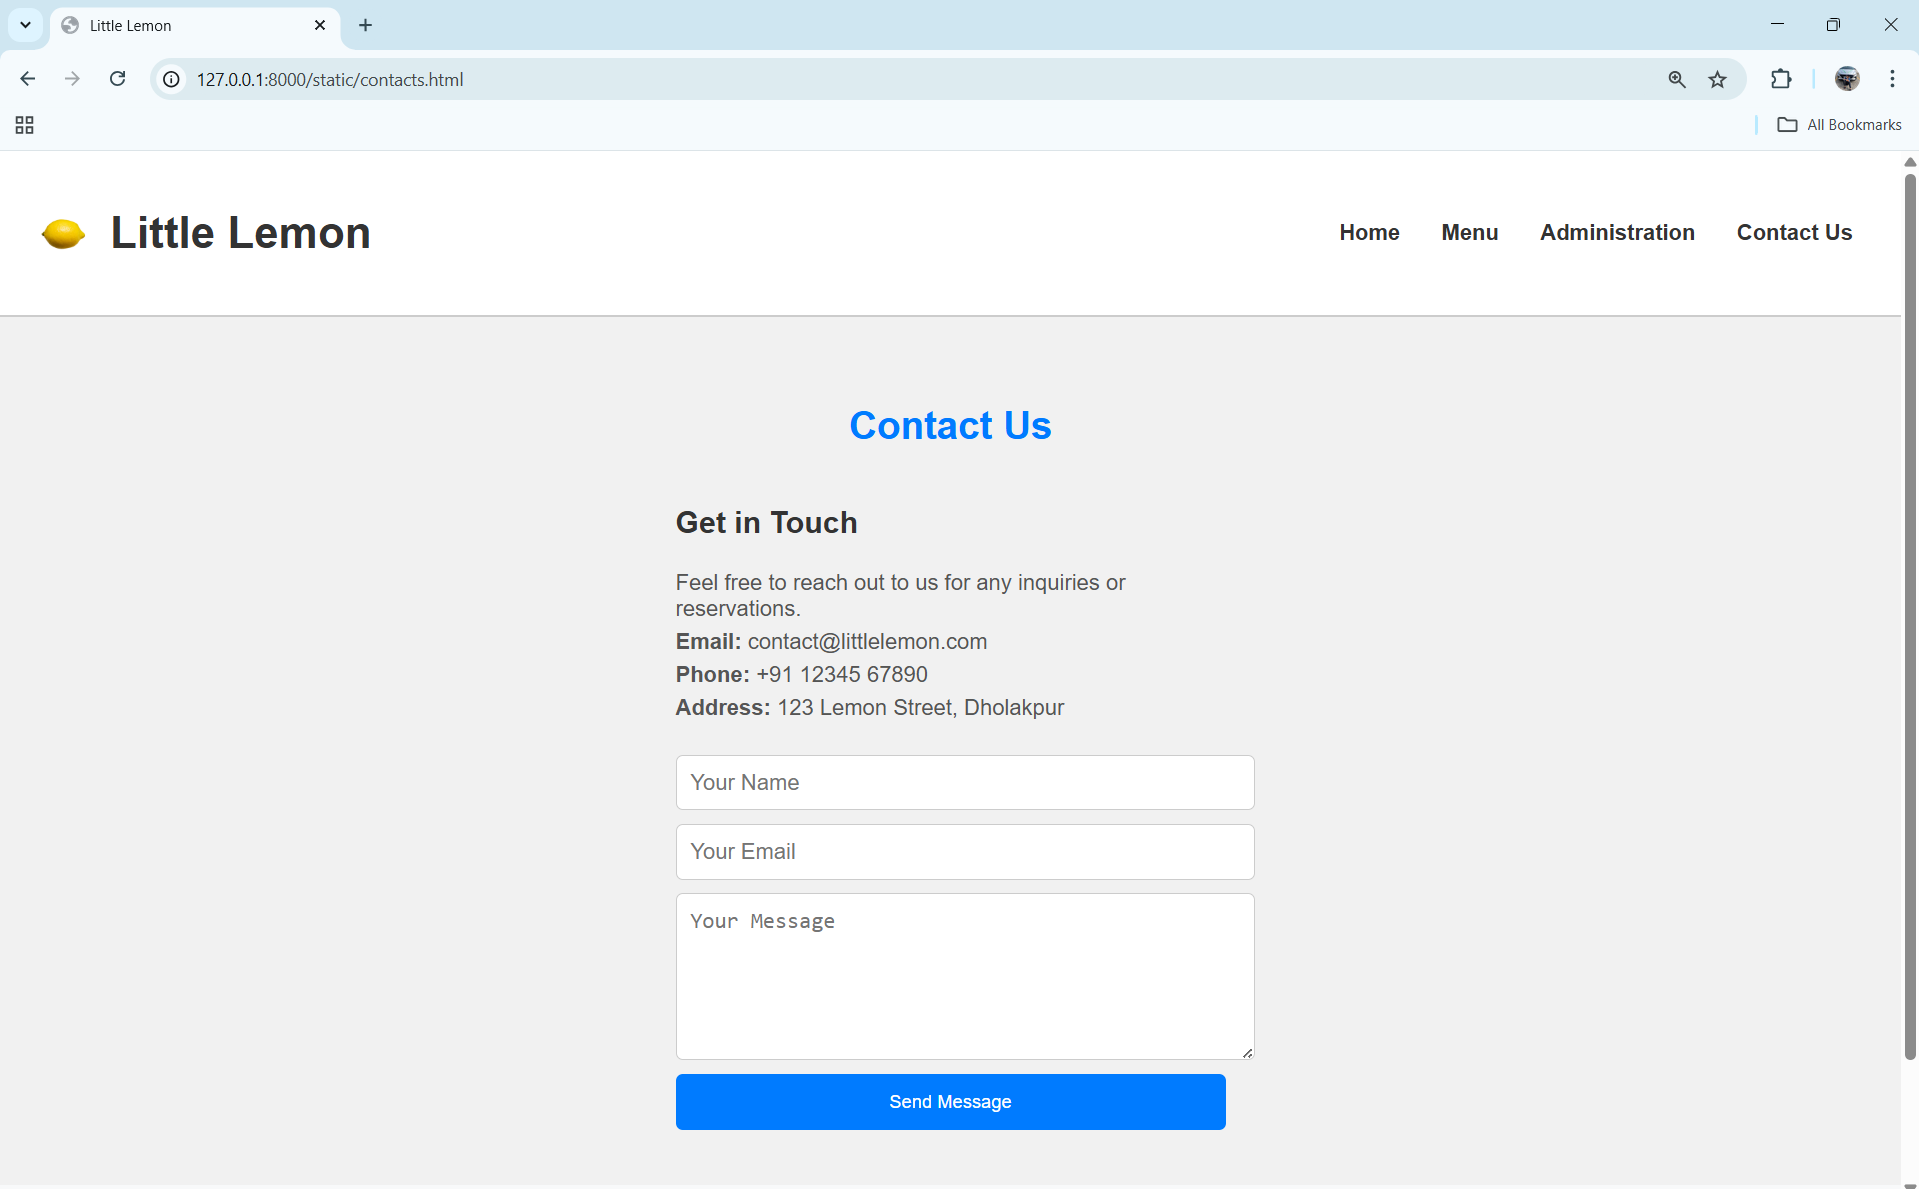 Little Lemon
127.0.0.1:8000/static/contacts.html
All Bookmarks
Little Lemon
Home Menu Administration Contact Us
Contact Us
Get in Touch
Feel free to reach out to us for any inquiries or
reservations.
Email: contact@littlelemon.com
Phone: +91 12345 67890
Address: 123 Lemon Street, Dholakpur
Your Name
Your Email
Your Message
Send Message